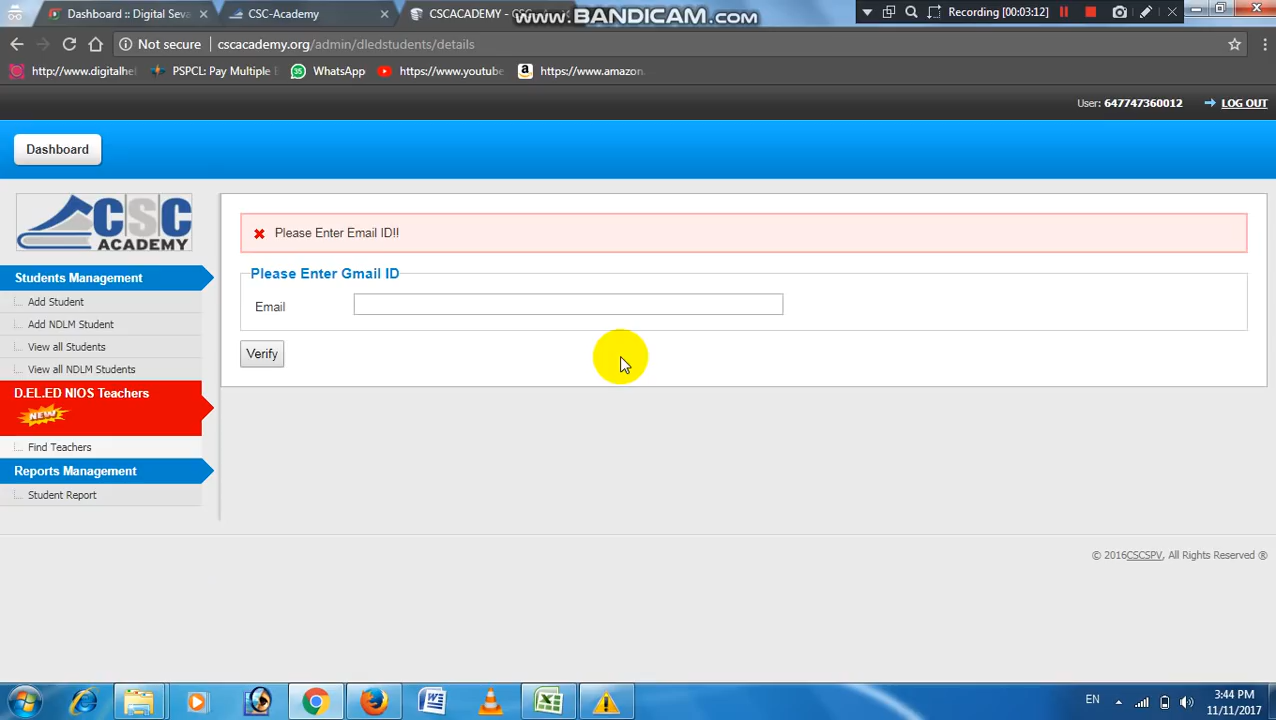 Dashboard :: Digital Seva
CSC-Academy
CSCACADEMY - CSC
www.BANDICAM.com
Recording [00:03:12]
Not secure
cscacademy.org/admin/dledstudents/details
http://www.digitalhel
PSPCL: Pay Multiple
WhatsApp
https://www.youtube
https://www.amazon.
User: 647747360012 LOG OUT
Dashboard
CSC
ACADEMY
Students Management
Add Student
Add NDLM Student
View all Students
View all NDLM Students
D.EL.ED NIOS Teachers
NEW
Find Teachers
Reports Management
Student Report
Please Enter Email ID!!
Please Enter Gmail ID
Email
Verify
© 2016CSCSPV, All Rights Reserved ®
EN
3:44 PM
11/11/2017